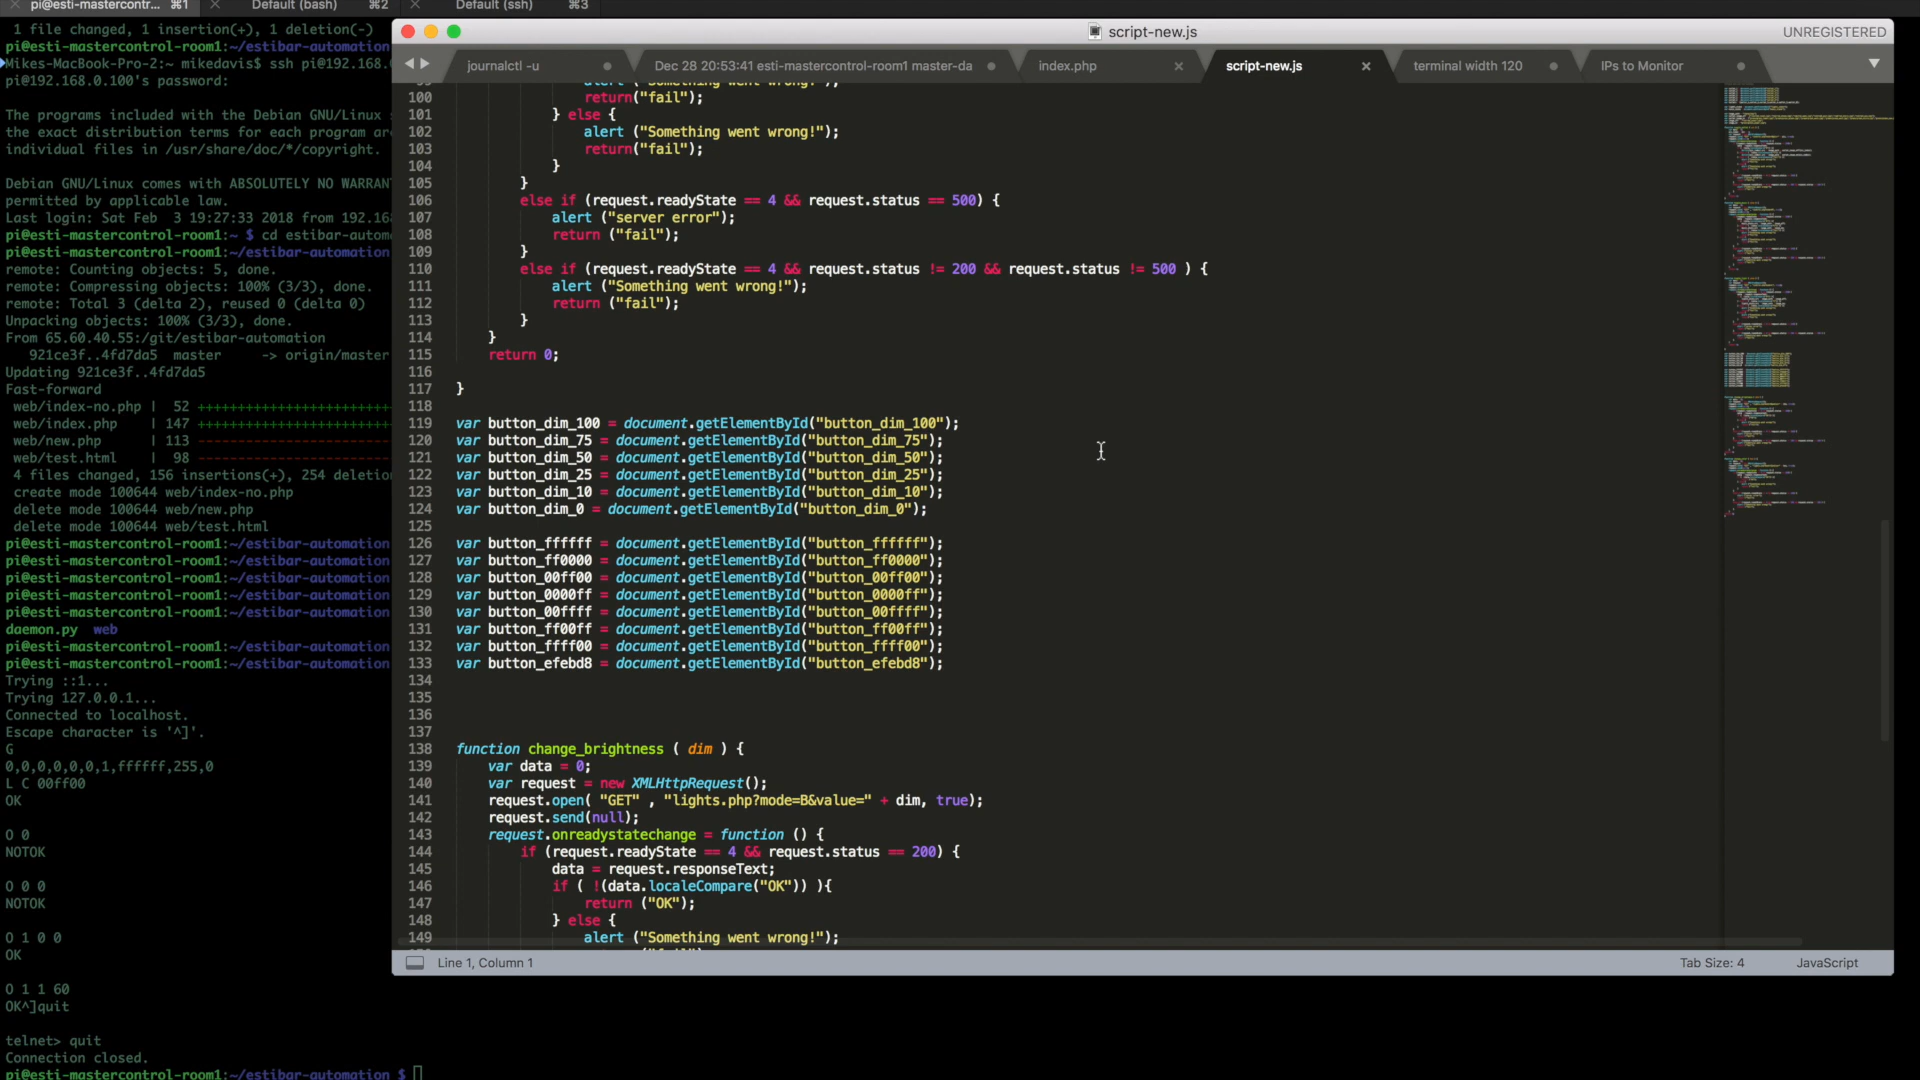 pi@esti-mastercontr... ⌘1
Default (bash) ⌘2
Default (ssh) ⌘3
1 file changed, 1 insertion(+), 1 deletion(-)
pi@esti-mastercontrol-room1:~/estibar-automation
Mikes-MacBook-Pro-2:~ mikedavis$ ssh pi@192.168.
pi@192.168.0.100's password:
The programs included with the Debian GNU/Linux
the exact distribution terms for each program ar
individual files in /usr/share/doc/*/copyright.
Debian GNU/Linux comes with ABSOLUTELY NO WARRAN
permitted by applicable law.
Last login: Sat Feb  3 19:27:33 2018 from 192.16
pi@esti-mastercontrol-room1:~ $ cd estibar-autom
pi@esti-mastercontrol-room1:~/estibar-automation
remote: Counting objects: 5, done.
remote: Compressing objects: 100% (3/3), done.
remote: Total 3 (delta 2), reused 0 (delta 0)
Unpacking objects: 100% (3/3), done.
From 65.60.40.55:/git/estibar-automation
921ce3f..4fd7da5  master     -> origin/master
Updating 921ce3f..4fd7da5
Fast-forward
web/index-no.php |  52 ++++++++++++++++++++++++
web/index.php    | 147 ++++++++++++++++++++++++
web/new.php      | 113 ------------------------
web/test.html    |  98 ------------------------
4 files changed, 156 insertions(+), 254 deletio
create mode 100644 web/index-no.php
delete mode 100644 web/new.php
delete mode 100644 web/test.html
pi@esti-mastercontrol-room1:~/estibar-automation
pi@esti-mastercontrol-room1:~/estibar-automation
pi@esti-mastercontrol-room1:~/estibar-automation
pi@esti-mastercontrol-room1:~/estibar-automation
pi@esti-mastercontrol-room1:~/estibar-automation
daemon.py  web
pi@esti-mastercontrol-room1:~/estibar-automation
pi@esti-mastercontrol-room1:~/estibar-automation
Trying ::1...
Trying 127.0.0.1...
Connected to localhost.
Escape character is '^]'.
G
0,0,0,0,0,0,1,ffffff,255,0
L C 00ff00
OK
O 0
NOTOK
O 0 0
NOTOK
O 1 0 0
OK
O 1 1 60
OK^]quit
telnet> quit
Connection closed.
pi@esti-mastercontrol-room1:~/estibar-automation $
script-new.js
UNREGISTERED
journalctl -u
Dec 28 20:53:41 esti-mastercontrol-room1 master-da
index.php
script-new.js
terminal width 120
IPs to Monitor
100 return("fail");
101 } else {
102 alert ("Something went wrong!");
103 return("fail");
104 }
105 }
106 else if (request.readyState == 4 && request.status == 500) {
107 alert ("server error");
108 return ("fail");
109 }
110 else if (request.readyState == 4 && request.status != 200 && request.status != 500 ) {
111 alert ("Something went wrong!");
112 return ("fail");
113 }
114 }
115 return 0;
116
117 }
118
119 var button_dim_100 = document.getElementById("button_dim_100");
120 var button_dim_75 = document.getElementById("button_dim_75");
121 var button_dim_50 = document.getElementById("button_dim_50");
122 var button_dim_25 = document.getElementById("button_dim_25");
123 var button_dim_10 = document.getElementById("button_dim_10");
124 var button_dim_0 = document.getElementById("button_dim_0");
125
126 var button_ffffff = document.getElementById("button_ffffff");
127 var button_ff0000 = document.getElementById("button_ff0000");
128 var button_00ff00 = document.getElementById("button_00ff00");
129 var button_0000ff = document.getElementById("button_0000ff");
130 var button_00ffff = document.getElementById("button_00ffff");
131 var button_ff00ff = document.getElementById("button_ff00ff");
132 var button_ffff00 = document.getElementById("button_ffff00");
133 var button_efebd8 = document.getElementById("button_efebd8");
134
135
136
137
138 function change_brightness ( dim ) {
139 var data = 0;
140 var request = new XMLHttpRequest();
141 request.open( "GET" , "lights.php?mode=B&value=" + dim, true);
142 request.send(null);
143 request.onreadystatechange = function () {
144 if (request.readyState == 4 && request.status == 200) {
145 data = request.responseText;
146 if ( !(data.localeCompare("OK")) ){
147 return ("OK");
148 } else {
149 alert ("Something went wrong!");
Line 1, Column 1
Tab Size: 4
JavaScript